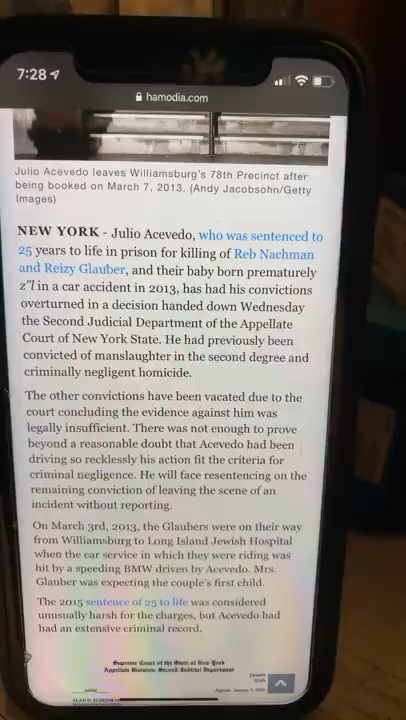 7:28
hamodia.com
Julio Acevedo leaves Williamsburg's 78th Precinct after
being booked on March 7, 2013. (Andy Jacobsohn/Getty
Images)
NEW YORK - Julio Acevedo, who was sentenced to
25 years to life in prison for killing of Reb Nachman
and Reizy Glauber, and their baby born prematurely
z"l in a car accident in 2013, has had his convictions
overturned in a decision handed down Wednesday
the Second Judicial Department of the Appellate
Court of New York State. He had previously been
convicted of manslaughter in the second degree and
criminally negligent homicide.
The other convictions have been vacated due to the
court concluding the evidence against him was
legally insufficient. There was not enough to prove
beyond a reasonable doubt that Acevedo had been
driving so recklessly his action fit the criteria for
criminal negligence. He will face resentencing on the
remaining conviction of leaving the scene of an
incident without reporting.
On March 3rd, 2013, the Glaubers were on their way
from Williamsburg to Long Island Jewish Hospital
when the car service in which they were riding was
hit by a speeding BMW driven by Acevedo. Mrs.
Glauber was expecting the couple's first child.
The 2015 sentence of 25 to life was considered
unusually harsh for the charges, but Acevedo had
had an extensive criminal record.
Supreme Court of the State of New York
Appellate Division: Second Judicial Department